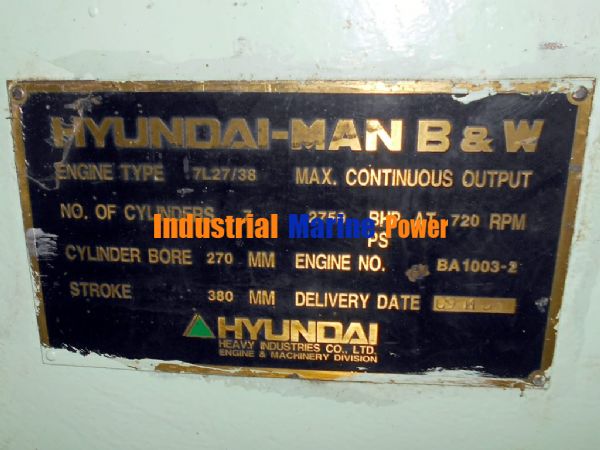 HYUNDAI-MAN B & W
ENGINE TYPE 7L27/38 MAX. CONTINUOUS OUTPUT
NO. OF CYLINDERS 7 2750 BHP AT 720 RPM
PS
Industrial Marine Power
CYLINDER BORE 270 MM ENGINE NO. BA1003-2
STROKE 380 MM DELIVERY DATE
HYUNDAI
HEAVY INDUSTRIES CO., LTD.
ENGINE & MACHINERY DIVISION